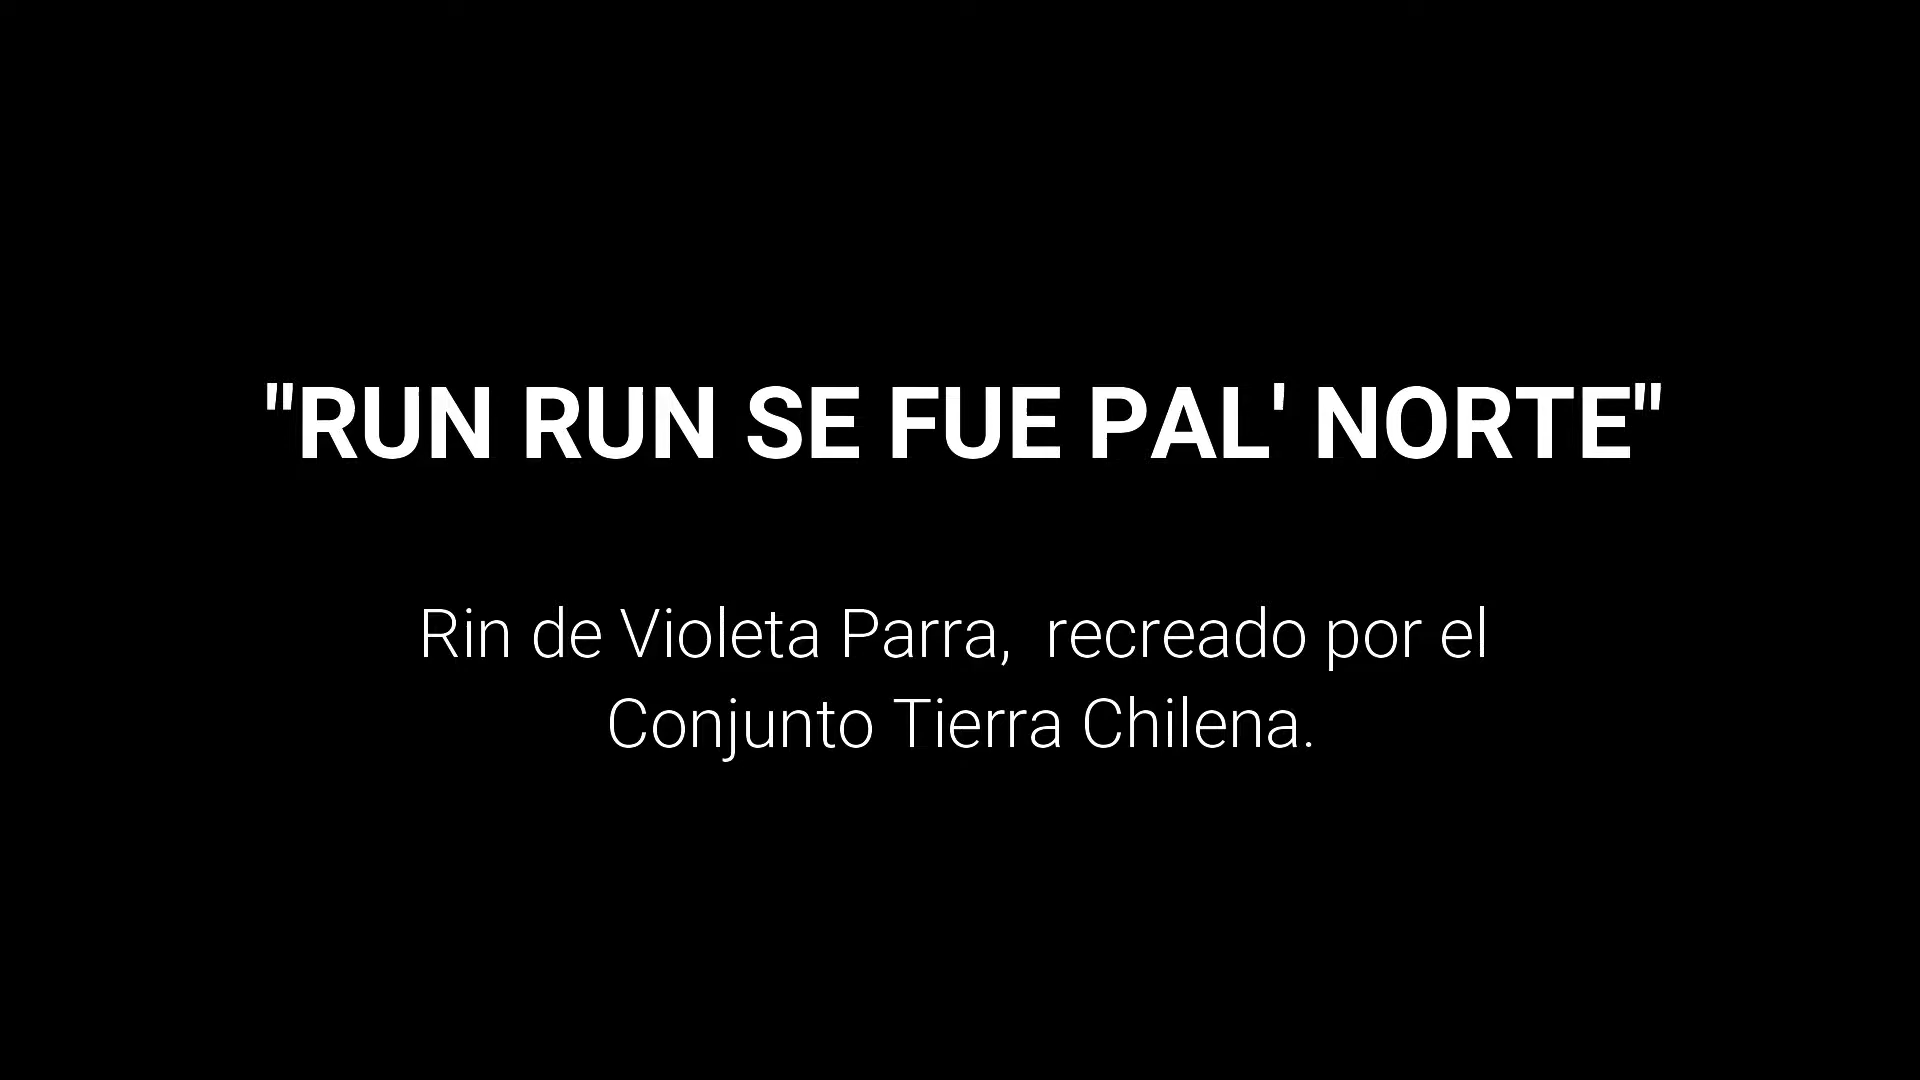 "RUN RUN SE FUE PAL' NORTE"
Rin de Violeta Parra,  recreado por el
Conjunto Tierra Chilena.